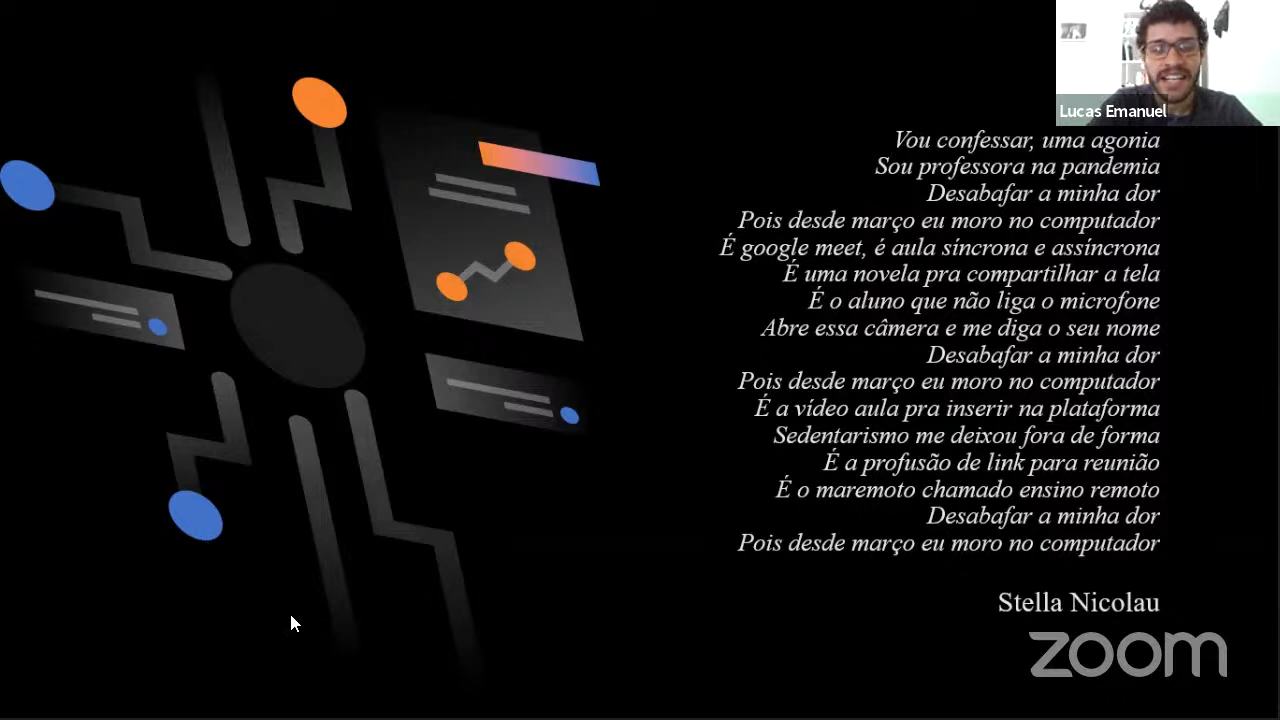 Lucas Emanuel
Vou confessar, uma agonia
Sou professora na pandemia
Desabafar a minha dor
Pois desde março eu moro no computador
É google meet, é aula síncrona e assíncrona
É uma novela pra compartilhar a tela
É o aluno que não liga o microfone
Abre essa câmera e me diga o seu nome
Desabafar a minha dor
Pois desde março eu moro no computador
É a vídeo aula pra inserir na plataforma
Sedentarismo me deixou fora de forma
É a profusão de link para reunião
É o maremoto chamado ensino remoto
Desabafar a minha dor
Pois desde março eu moro no computador
Stella Nicolau
zoom